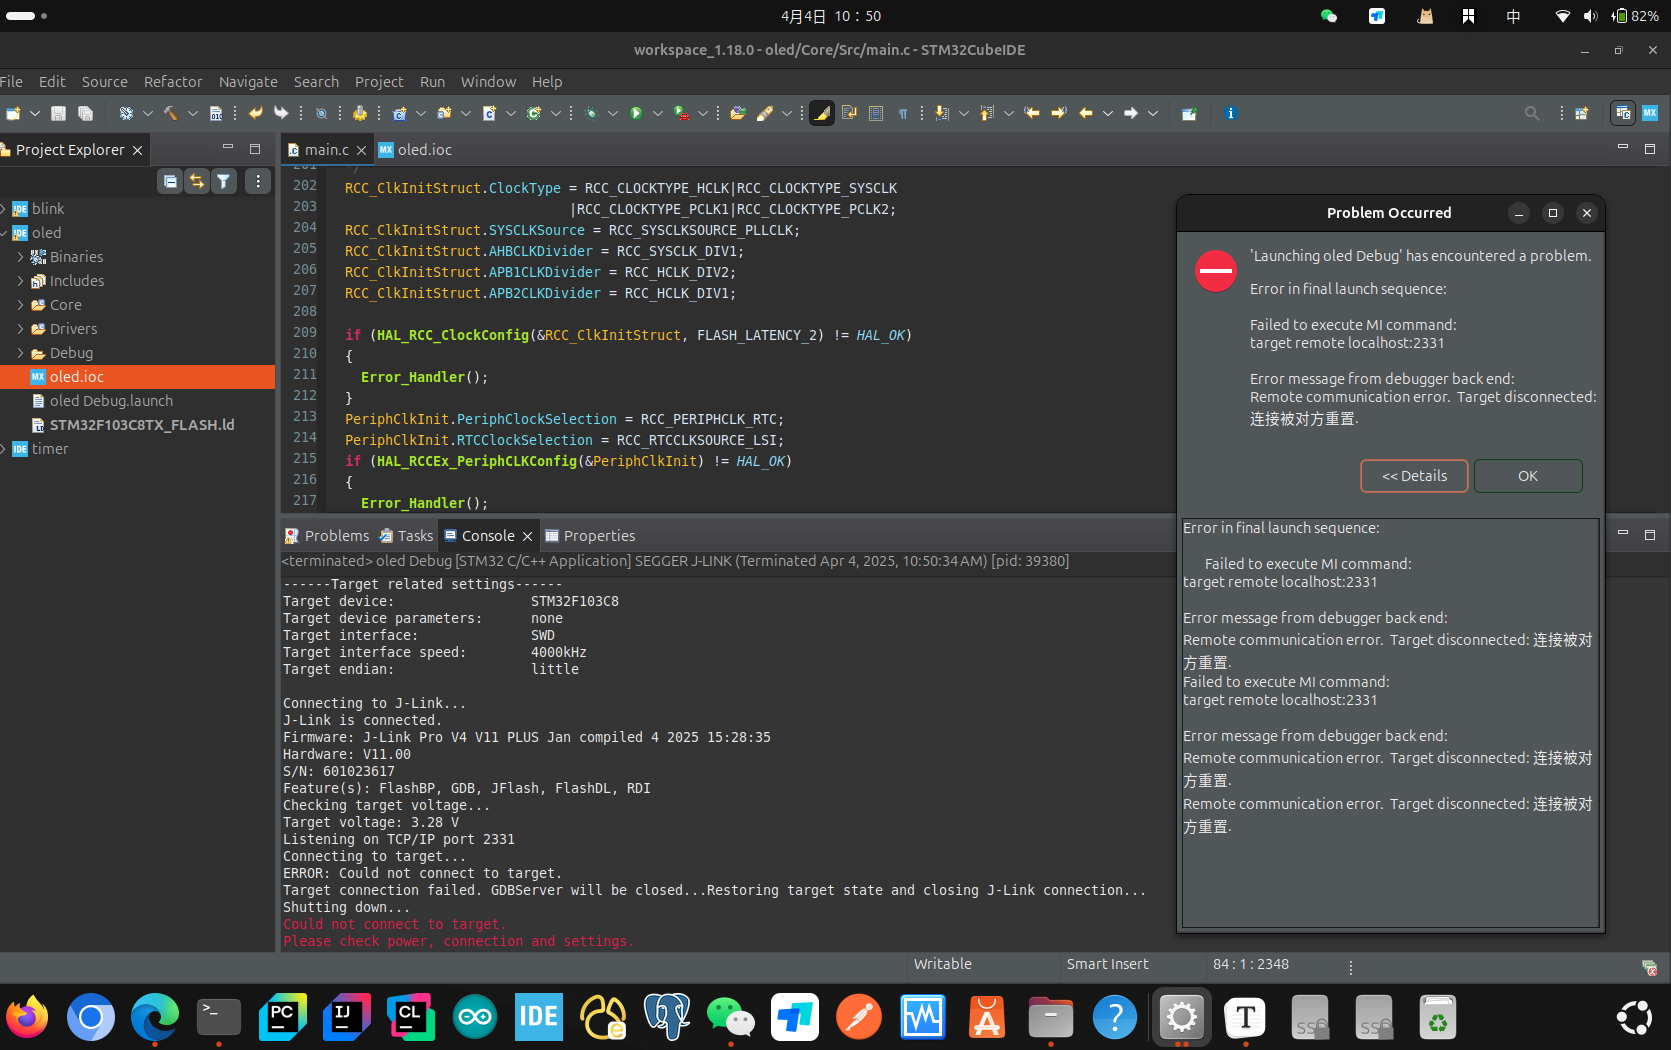 4月4日 10：50
中
82%
workspace_1.18.0 - oled/Core/Src/main.c - STM32CubeIDE
File Edit Source Refactor Navigate Search Project Run Window Help
Project Explorer
blink
oled
Binaries
Includes
Core
Drivers
Debug
oled.ioc
oled Debug.launch
STM32F103C8TX_FLASH.ld
timer
main.c
oled.ioc
202 RCC_ClkInitStruct.ClockType = RCC_CLOCKTYPE_HCLK|RCC_CLOCKTYPE_SYSCLK
203 |RCC_CLOCKTYPE_PCLK1|RCC_CLOCKTYPE_PCLK2;
204 RCC_ClkInitStruct.SYSCLKSource = RCC_SYSCLKSOURCE_PLLCLK;
205 RCC_ClkInitStruct.AHBCLKDivider = RCC_SYSCLK_DIV1;
206 RCC_ClkInitStruct.APB1CLKDivider = RCC_HCLK_DIV2;
207 RCC_ClkInitStruct.APB2CLKDivider = RCC_HCLK_DIV1;
208
209 if (HAL_RCC_ClockConfig(&RCC_ClkInitStruct, FLASH_LATENCY_2) != HAL_OK)
210 {
211 Error_Handler();
212 }
213 PeriphClkInit.PeriphClockSelection = RCC_PERIPHCLK_RTC;
214 PeriphClkInit.RTCClockSelection = RCC_RTCCLKSOURCE_LSI;
215 if (HAL_RCCEx_PeriphCLKConfig(&PeriphClkInit) != HAL_OK)
216 {
217 Error_Handler();
Problems Tasks Console Properties
<terminated> oled Debug [STM32 C/C++ Application] SEGGER J-LINK (Terminated Apr 4, 2025, 10:50:34 AM) [pid: 39380]
------Target related settings------
Target device: STM32F103C8
Target device parameters: none
Target interface: SWD
Target interface speed: 4000kHz
Target endian: little
Connecting to J-Link...
J-Link is connected.
Firmware: J-Link Pro V4 V11 PLUS Jan compiled 4 2025 15:28:35
Hardware: V11.00
S/N: 601023617
Feature(s): FlashBP, GDB, JFlash, FlashDL, RDI
Checking target voltage...
Target voltage: 3.28 V
Listening on TCP/IP port 2331
Connecting to target...
ERROR: Could not connect to target.
Target connection failed. GDBServer will be closed...Restoring target state and closing J-Link connection...
Shutting down...
Could not connect to target.
Please check power, connection and settings.
Problem Occurred
'Launching oled Debug' has encountered a problem.
Error in final launch sequence:
Failed to execute MI command:
target remote localhost:2331
Error message from debugger back end:
Remote communication error. Target disconnected:
连接被对方重置.
<< Details
OK
Error in final launch sequence:
Failed to execute MI command:
target remote localhost:2331
Error message from debugger back end:
Remote communication error. Target disconnected: 连接被对
方重置.
Failed to execute MI command:
target remote localhost:2331
Error message from debugger back end:
Remote communication error. Target disconnected: 连接被对
方重置.
Remote communication error. Target disconnected: 连接被对
方重置.
Writable
Smart Insert
84 : 1 : 2348
PC
IJ
CL
IDE
T